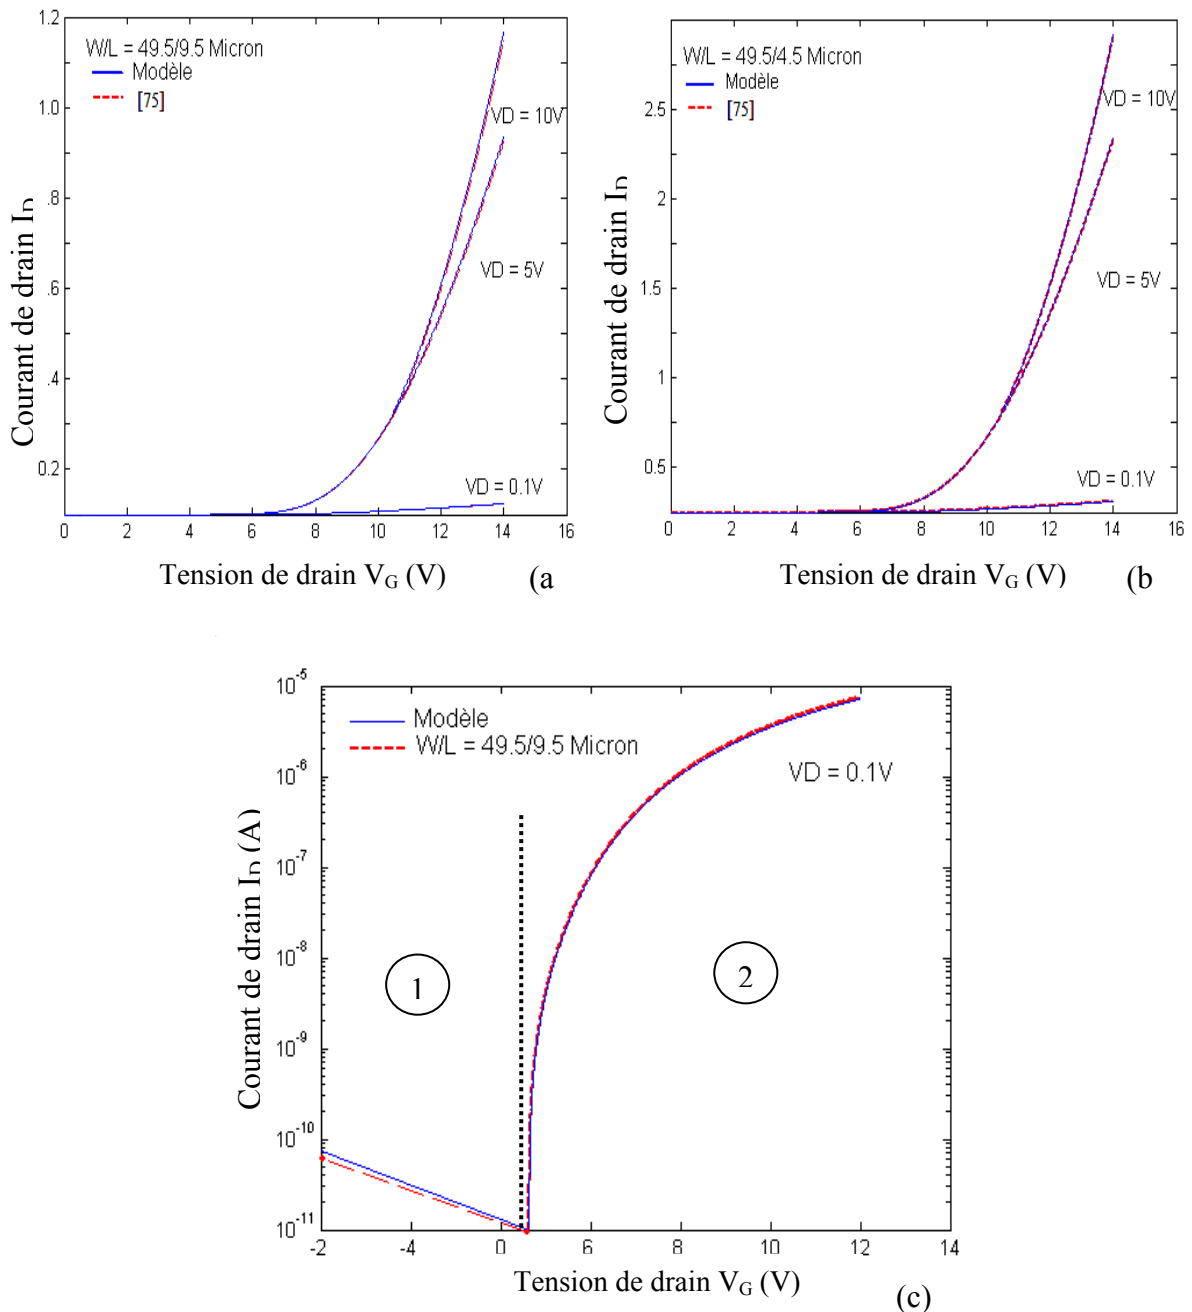 1.2
W/L = 49.5/9.5 Micron
Modèle
[75]
1.0
VD = 10V
.8
.6
VD = 5V
.4
0.2
VD = 0.1V
0 2 4 6 8 10 12 14 16
Courant de drain I_D
Tension de drain V_G (V)
(a
W/L = 49.5/4.5 Micron
Modèle
[75]
2.5
VD = 10V
2
1.5
VD = 5V
1
0.5
VD = 0.1V
0 2 4 6 8 10 12 14 16
Courant de drain I_D
Tension de drain V_G (V)
(b
10^-5
Modèle
W/L = 49.5/9.5 Micron
VD = 0.1V
10^-6
10^-7
10^-8
1
2
10^-9
10^-10
10^-11
-2 -4 0 6 8 10 12 14
Courant de drain I_D (A)
Tension de drain V_G (V)
(c)